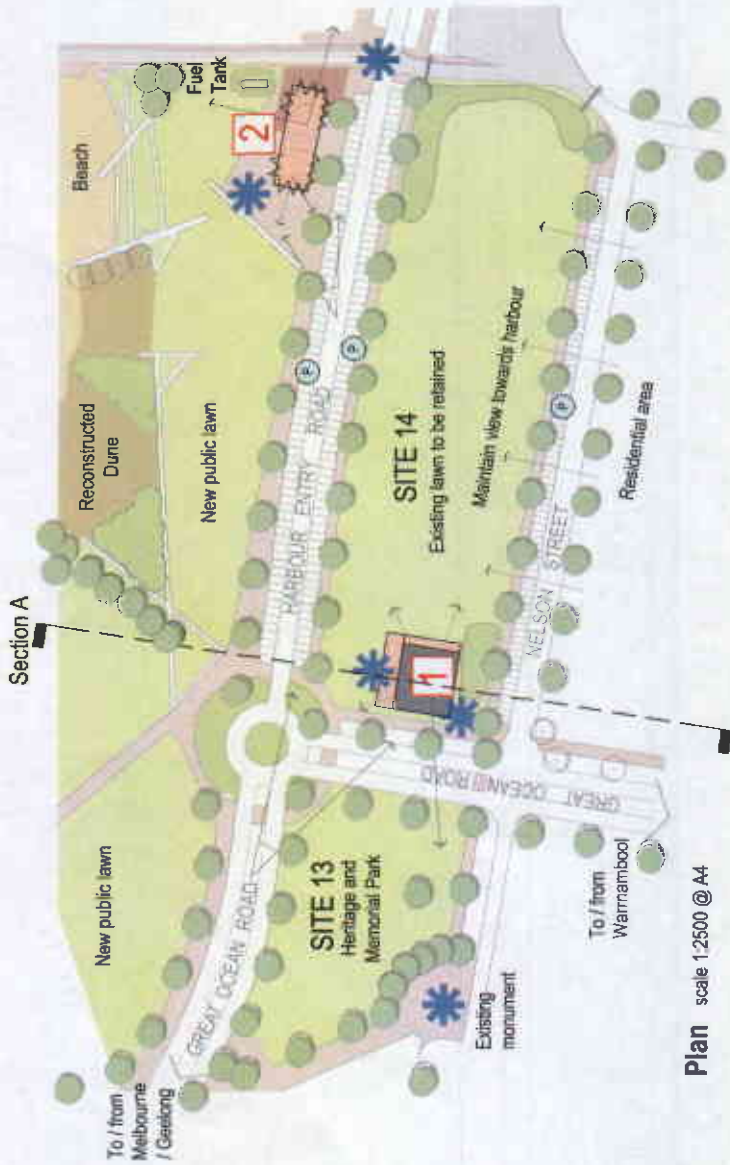 Section A
Beach
Fuel
Tank
2
Reconstructed
Dune
New public lawn
New public lawn
HARBOUR ENTRY ROAD
P
P
SITE 14
Existing lawn to be retained
Maintain view towards harbour
1
P
NELSON STREET
Residential area
GREAT OCEAN ROAD
GREAT OCEAN ROAD
To / from
Melbourne
/ Geelong
SITE 13
Heritage and
Memorial Park
Existing
monument
To / from
Warrnambool
Plan scale 1:2500 @ A4